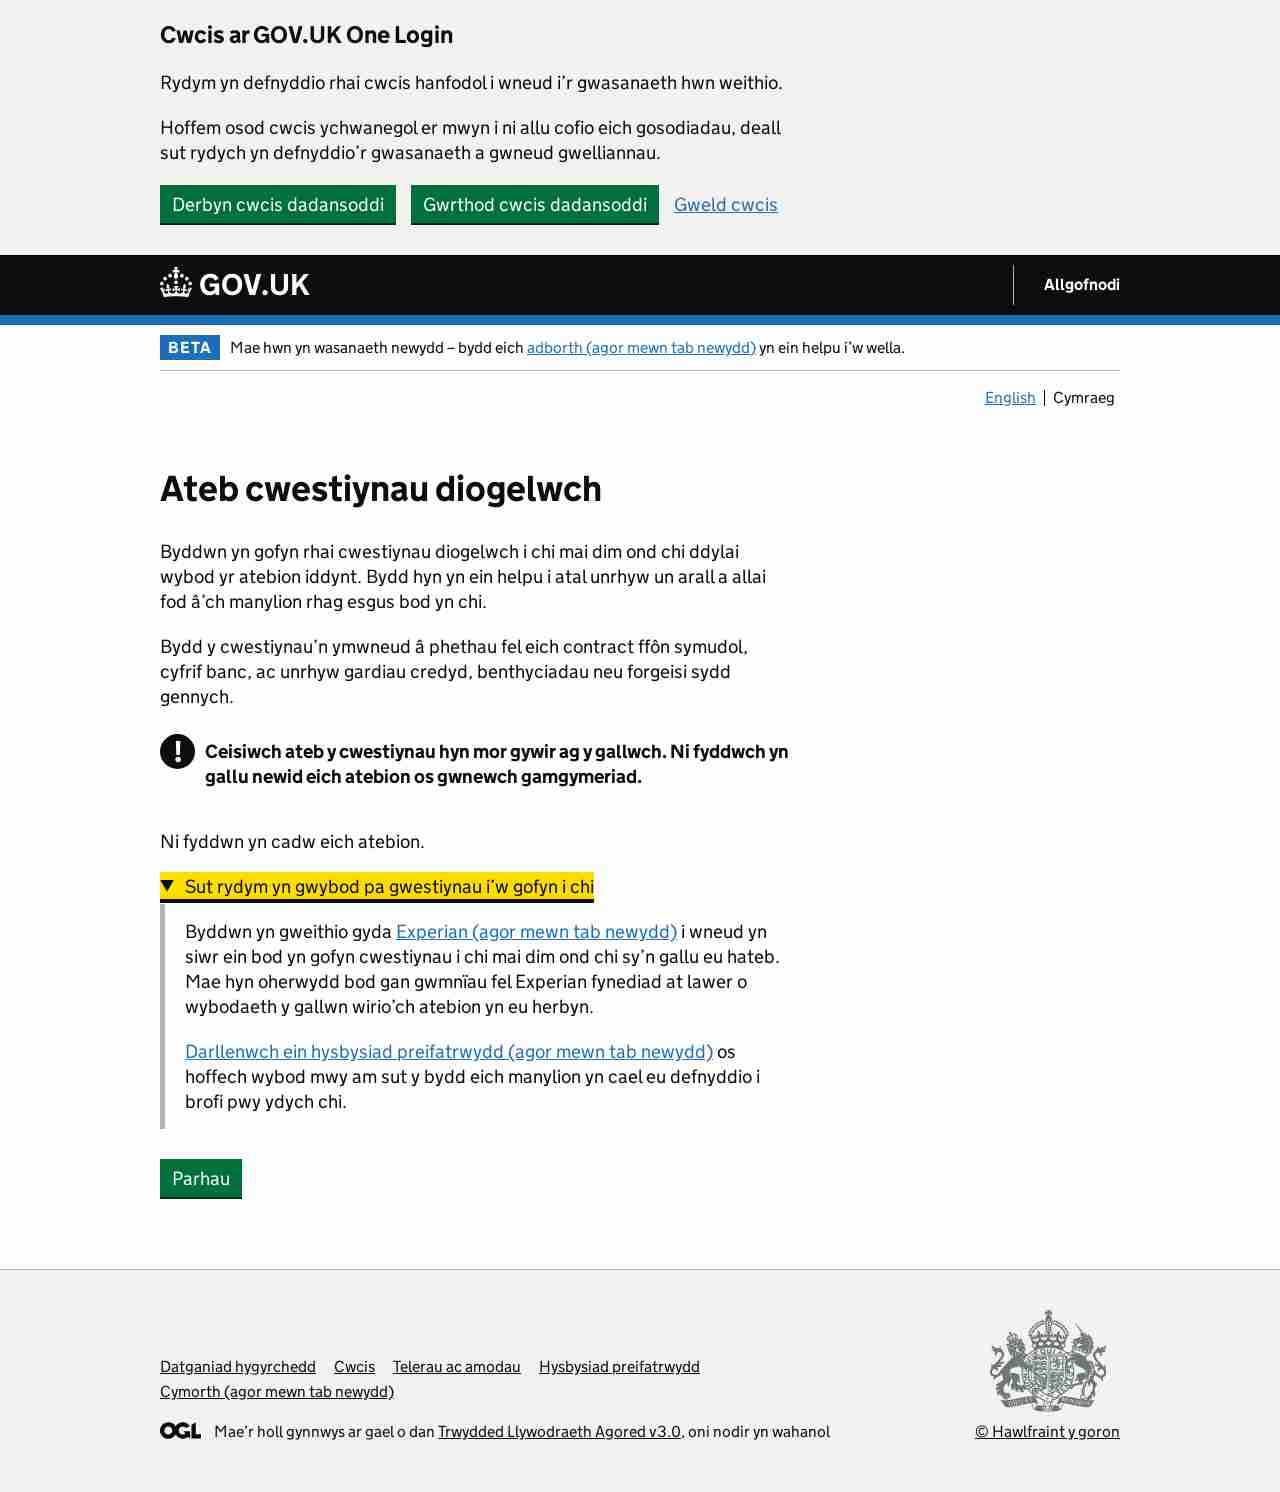 Cwcis ar GOV.UK One Login
Rydym yn defnyddio rhai cwcis hanfodol i wneud i’r gwasanaeth hwn weithio.
Hoffem osod cwcis ychwanegol er mwyn i ni allu cofio eich gosodiadau, deall
sut rydych yn defnyddio’r gwasanaeth a gwneud gwelliannau.
Derbyn cwcis dadansoddi Gwrthod cwcis dadansoddi Gweld cwcis
GOV.UK Allgofnodi
BETA Mae hwn yn wasanaeth newydd – bydd eich adborth (agor mewn tab newydd) yn ein helpu i’w wella.
English Cymraeg
Ateb cwestiynau diogelwch
Byddwn yn gofyn rhai cwestiynau diogelwch i chi mai dim ond chi ddylai
wybod yr atebion iddynt. Bydd hyn yn ein helpu i atal unrhyw un arall a allai
fod â’ch manylion rhag esgus bod yn chi.
Bydd y cwestiynau’n ymwneud â phethau fel eich contract ffôn symudol,
cyfrif banc, ac unrhyw gardiau credyd, benthyciadau neu forgeisi sydd
gennych.
! Ceisiwch ateb y cwestiynau hyn mor gywir ag y gallwch. Ni fyddwch yn
gallu newid eich atebion os gwnewch gamgymeriad.
Ni fyddwn yn cadw eich atebion.
Sut rydym yn gwybod pa gwestiynau i’w gofyn i chi
Byddwn yn gweithio gyda Experian (agor mewn tab newydd) i wneud yn
siwr ein bod yn gofyn cwestiynau i chi mai dim ond chi sy’n gallu eu hateb.
Mae hyn oherwydd bod gan gwmnïau fel Experian fynediad at lawer o
wybodaeth y gallwn wirio’ch atebion yn eu herbyn.
Darllenwch ein hysbysiad preifatrwydd (agor mewn tab newydd) os
hoffech wybod mwy am sut y bydd eich manylion yn cael eu defnyddio i
brofi pwy ydych chi.
Parhau
Datganiad hygyrchedd Cwcis Telerau ac amodau Hysbysiad preifatrwydd
Cymorth (agor mewn tab newydd)
OGL Mae’r holl gynnwys ar gael o dan Trwydded Llywodraeth Agored v3.0, oni nodir yn wahanol
© Hawlfraint y goron